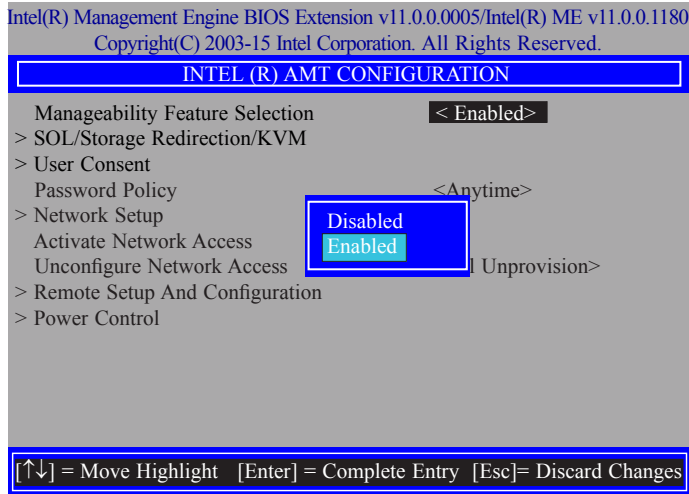 Intel(R) Management Engine BIOS Extension v11.0.0.0005/Intel(R) ME v11.0.0.1180
Copyright(C) 2003-15 Intel Corporation. All Rights Reserved.
INTEL (R) AMT CONFIGURATION
Manageability Feature Selection < Enabled>
> SOL/Storage Redirection/KVM
> User Consent
Password Policy <Anytime>
> Network Setup
Disabled
Activate Network Access
Enabled
Unconfigure Network Access Unprovision>
> Remote Setup And Configuration
> Power Control
[↑↓] = Move Highlight [Enter] = Complete Entry [Esc]= Discard Changes